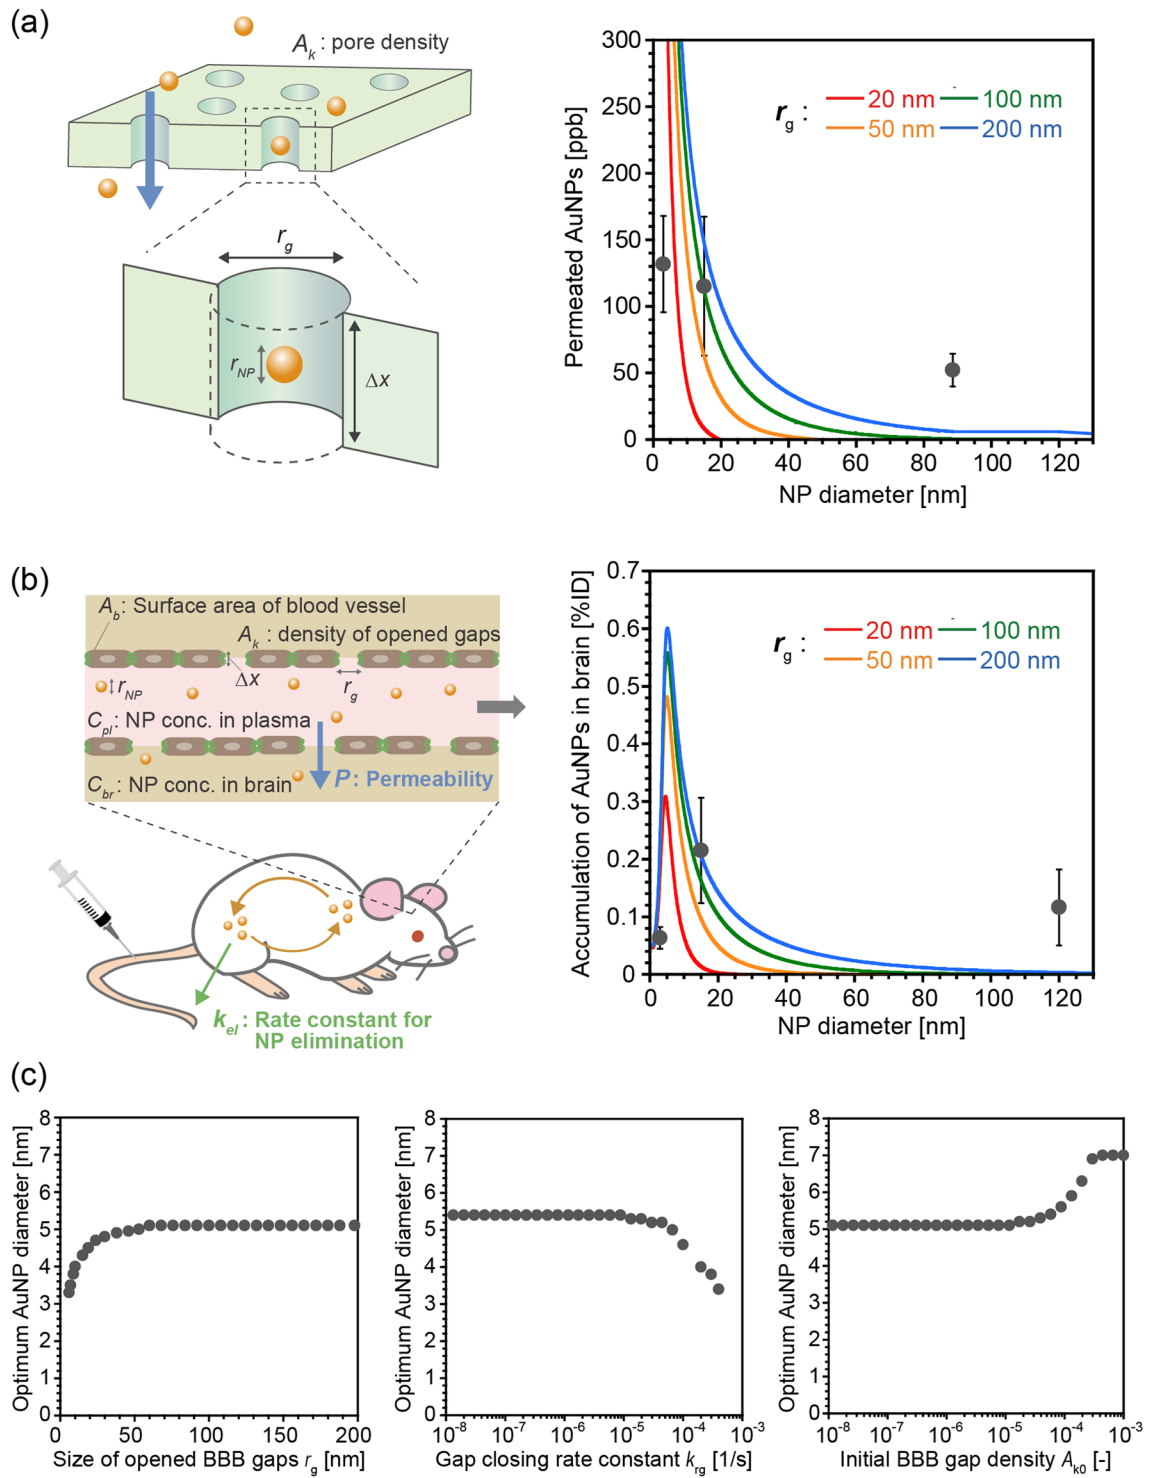 (a)
A_k : pore density
r_g
r_NP
Δx
Permeated AuNPs [ppb]
300
250
200
150
100
50
0
r_g :
20 nm
100 nm
50 nm
200 nm
0 20 40 60 80 100 120
NP diameter [nm]
(b)
A_b: Surface area of blood vessel
A_k : density of opened gaps
Δx
r_NP
r_g
C_pl: NP conc. in plasma
C_br: NP conc. in brain
P: Permeability
k_el: Rate constant for
NP elimination
Accumulation of AuNPs in brain [%ID]
0.7
0.6
0.5
0.4
0.3
0.2
0.1
0
r_g :
20 nm
100 nm
50 nm
200 nm
0 20 40 60 80 100 120
NP diameter [nm]
(c)
Optimum AuNP diameter [nm]
8
7
6
5
4
3
2
1
0
0 50 100 150 200
Size of opened BBB gaps r_g [nm]
Optimum AuNP diameter [nm]
8
7
6
5
4
3
2
1
0
10^-8 10^-7 10^-6 10^-5 10^-4 10^-3
Gap closing rate constant k_rg [1/s]
Optimum AuNP diameter [nm]
8
7
6
5
4
3
2
1
0
10^-8 10^-7 10^-6 10^-5 10^-4 10^-3
Initial BBB gap density A_k0 [-]